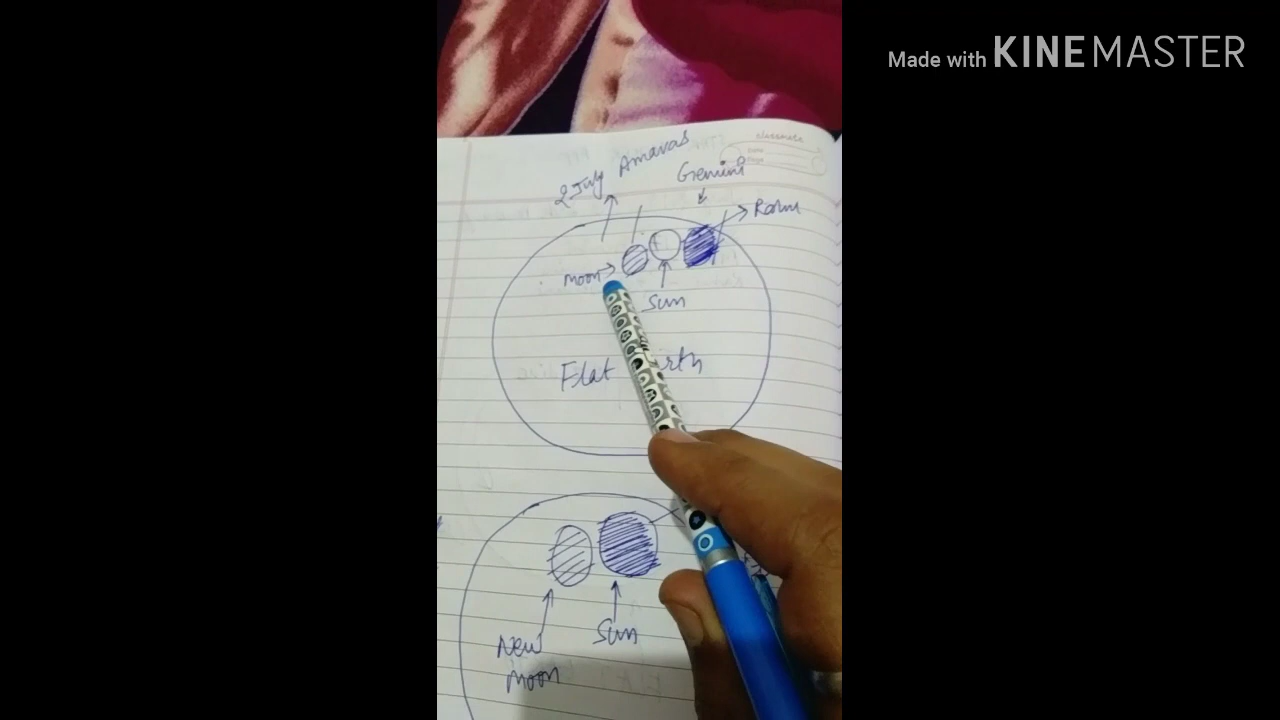 Made with KINEMASTER
2 July Amavas
Gemini
Rahu
Moon
Sun
Flat
Sun
New
Moon